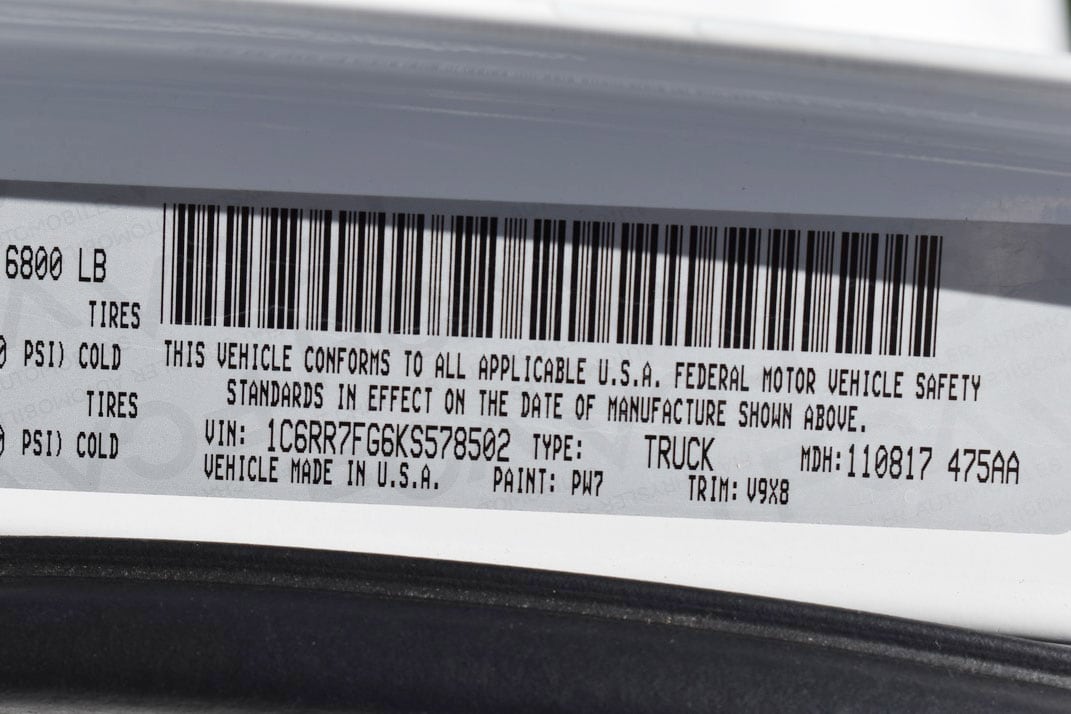 6800 LB
TIRES
PSI) COLD
TIRES
PSI) COLD
THIS VEHICLE CONFORMS TO ALL APPLICABLE U.S.A. FEDERAL MOTOR VEHICLE SAFETY
STANDARDS IN EFFECT ON THE DATE OF MANUFACTURE SHOWN ABOVE.
VIN: 1C6RR7FG6KS578502 TYPE: TRUCK MDH:110817 475AA
VEHICLE MADE IN U.S.A. PAINT: PW7 TRIM: V9X8